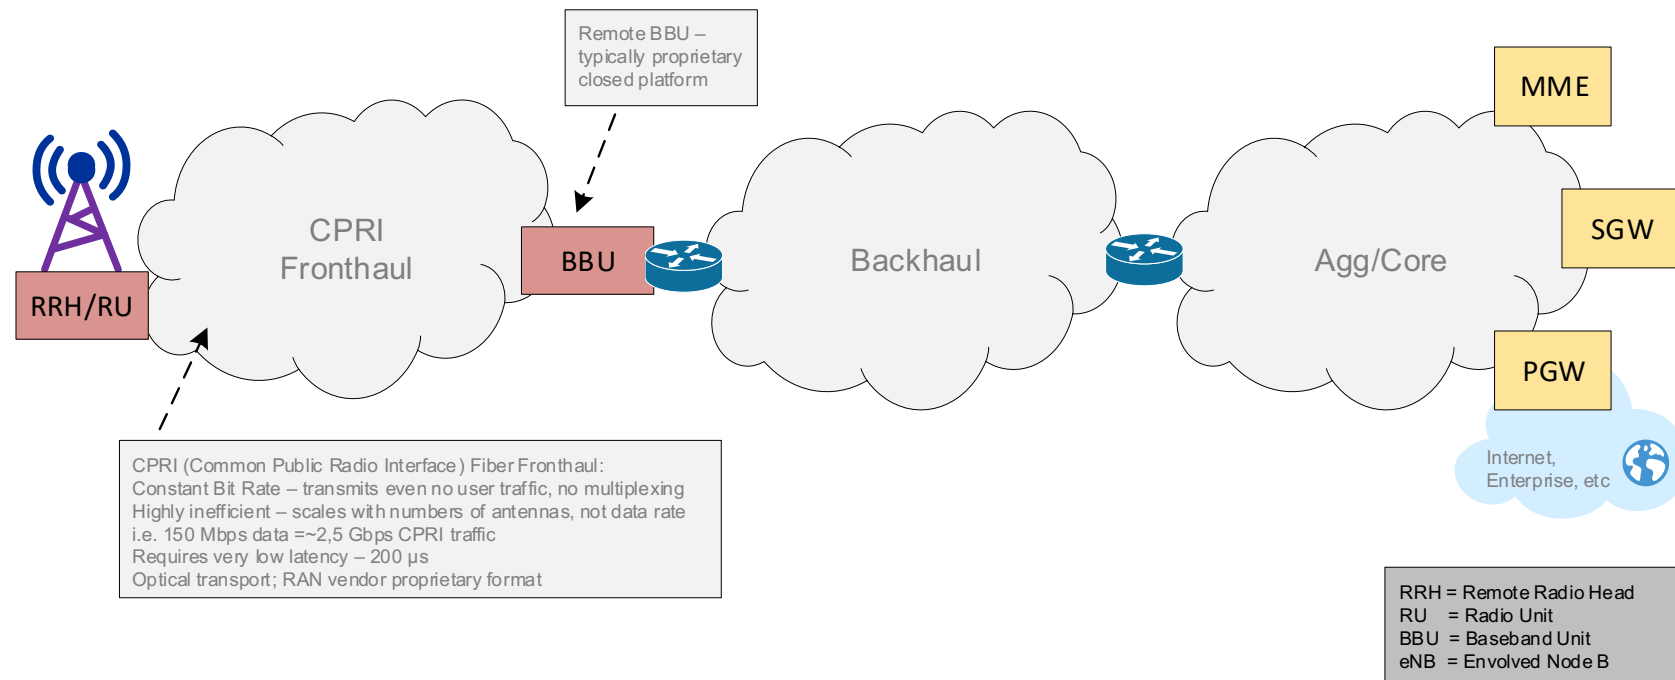 Remote BBU –
typically proprietary
closed platform
MME
CPRI
Fronthaul
SGW
BBU
Backhaul
Agg/Core
RRH/RU
PGW
Internet,
Enterprise, etc
CPRI (Common Public Radio Interface) Fiber Fronthaul:
Constant Bit Rate – transmits even no user traffic, no multiplexing
Highly inefficient – scales with numbers of antennas, not data rate
i.e. 150 Mbps data =~2,5 Gbps CPRI traffic
Requires very low latency – 200 µs
Optical transport; RAN vendor proprietary format
RRH = Remote Radio Head
RU = Radio Unit
BBU = Baseband Unit
eNB = Envolved Node B